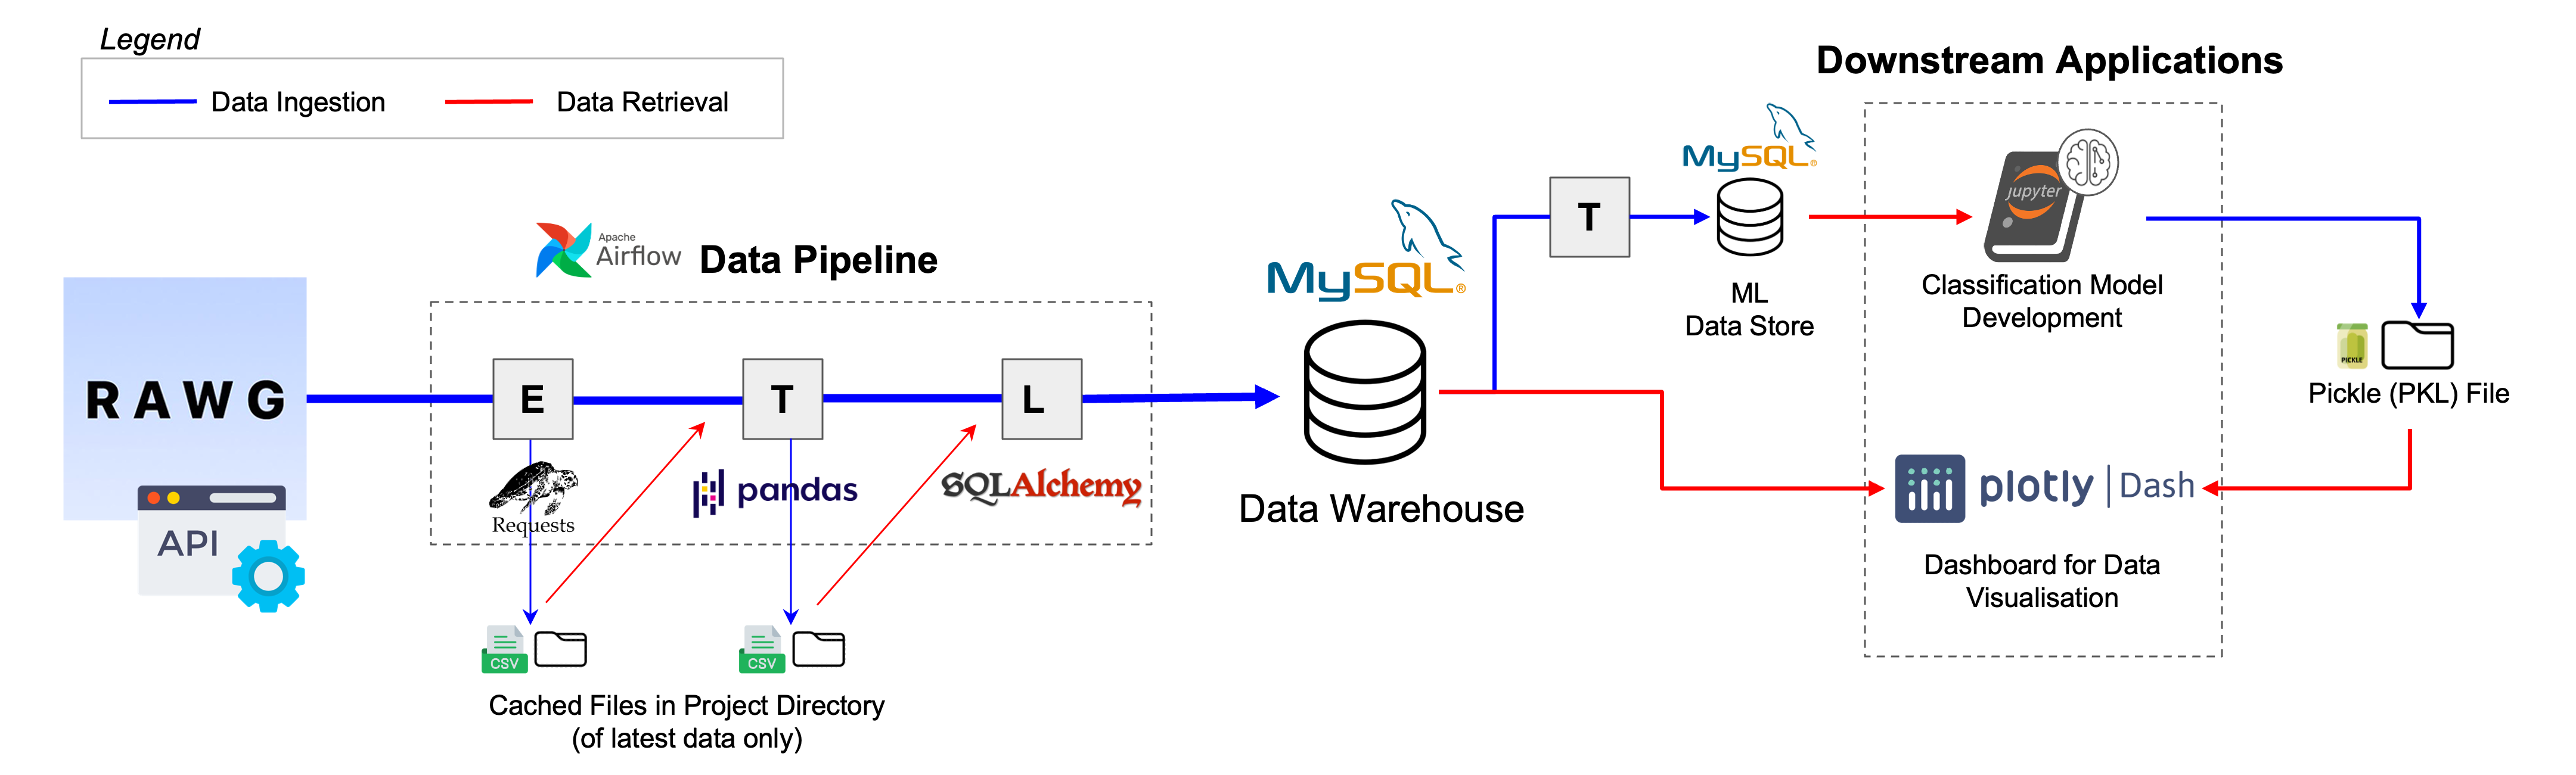 Legend
Data Ingestion
Data Retrieval
Downstream Applications
MySQL®
jupyter
T
Apache
Airflow
Data Pipeline
MySQL®
ML
Data Store
Classification Model
Development
RAWG
E
T
L
PICKLE
Pickle (PKL) File
Requests
pandas
SQLAlchemy
Data Warehouse
plotly | Dash
API
Dashboard for Data
Visualisation
CSV
CSV
Cached Files in Project Directory
(of latest data only)